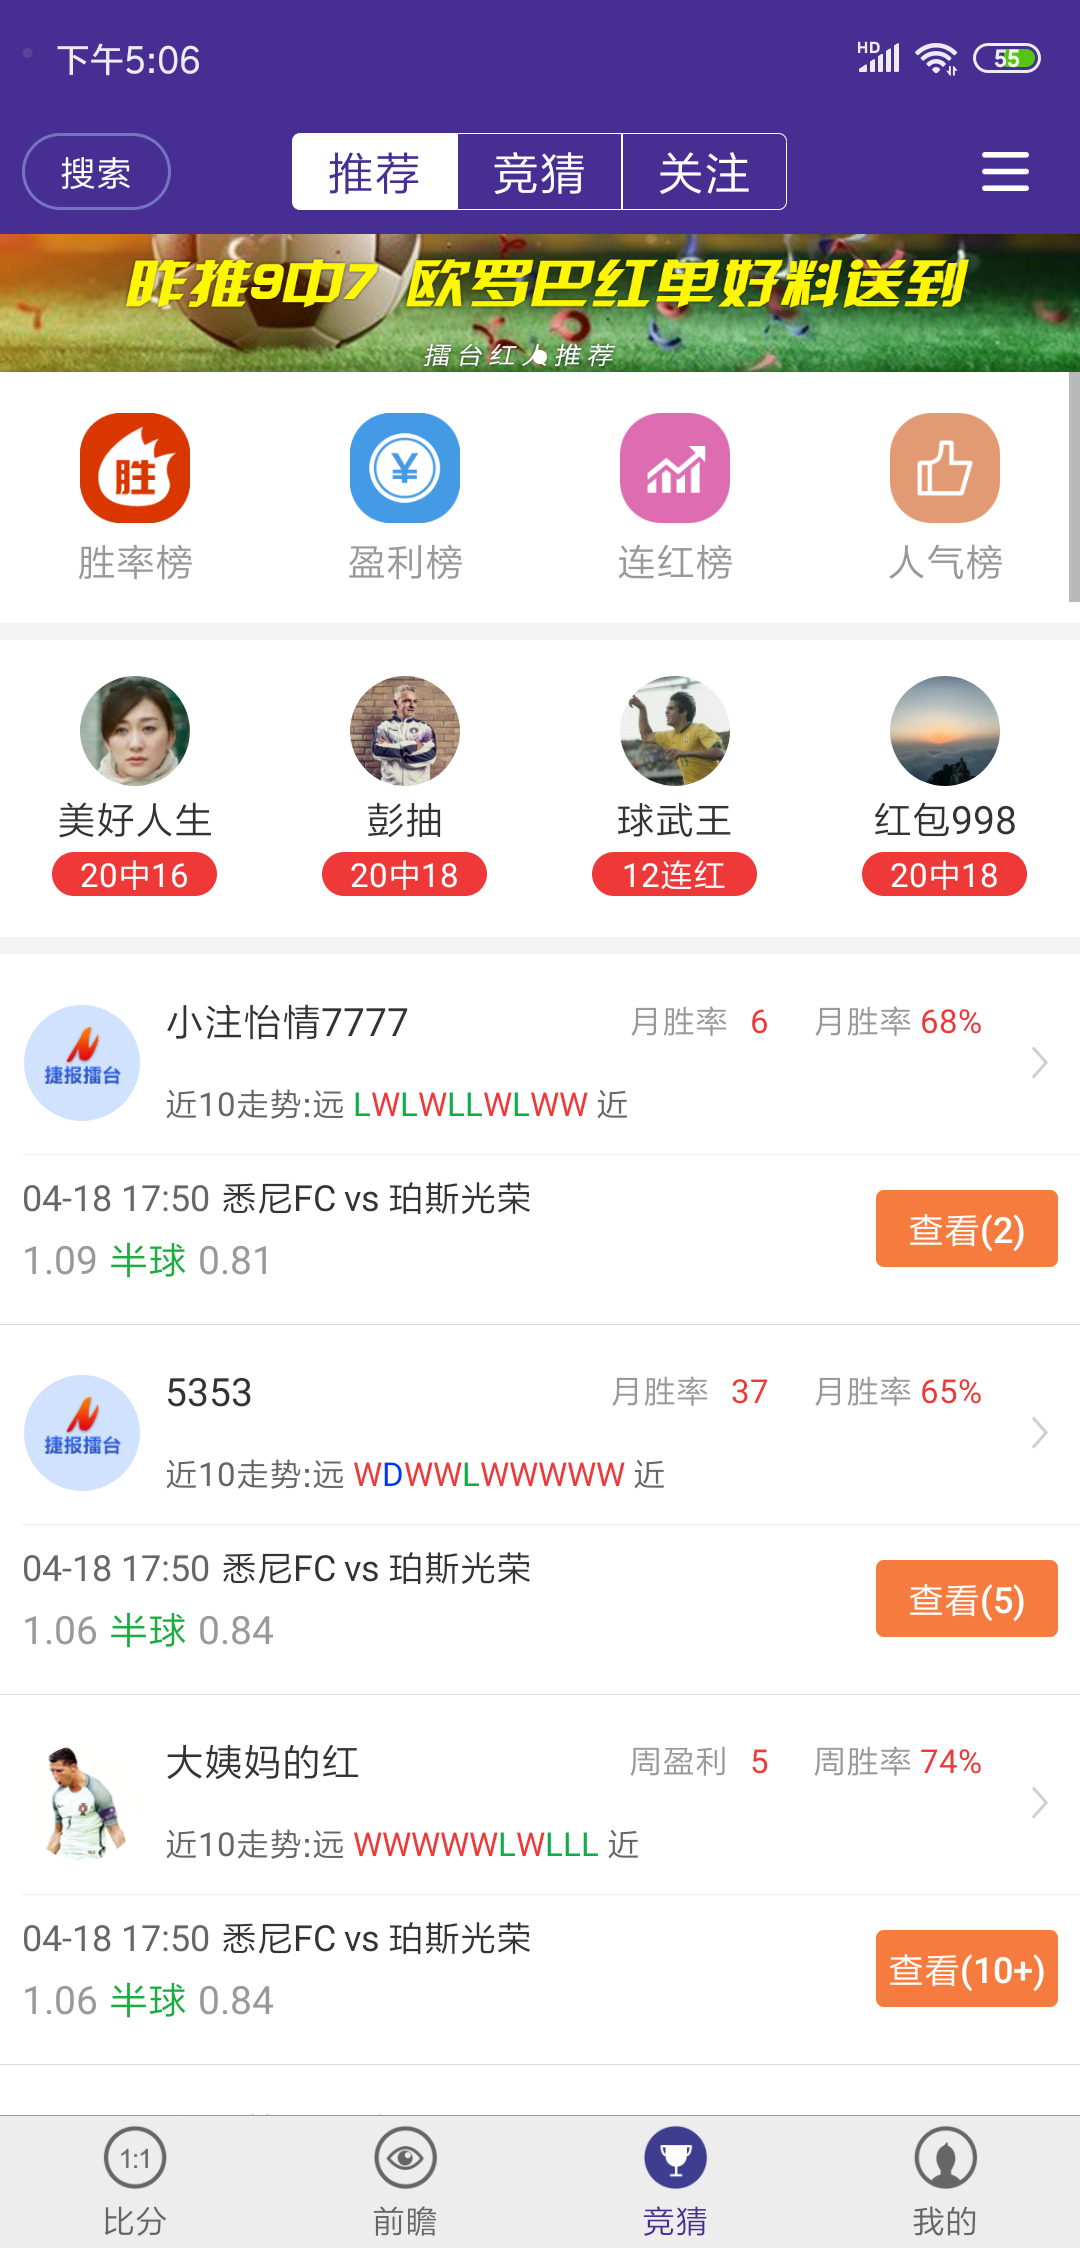 下午5:06
HD
55
搜索
推荐
竞猜
关注
昨推9中7 欧罗巴红单好料送到
擂台红人推荐
胜
¥
胜率榜
盈利榜
连红榜
人气榜
美好人生
彭抽
球武王
红包998
20中16
20中18
12连红
20中18
小注怡情7777
月胜率 6
月胜率 68%
捷报擂台
近10走势:远 LWLWLLWLWW 近
04-18 17:50 悉尼FC vs 珀斯光荣
1.09 半球 0.81
查看(2)
5353
月胜率 37
月胜率 65%
捷报擂台
近10走势:远 WDWWLWWWWW 近
04-18 17:50 悉尼FC vs 珀斯光荣
1.06 半球 0.84
查看(5)
大姨妈的红
周盈利 5
周胜率 74%
近10走势:远 WWWWWLWLLL 近
04-18 17:50 悉尼FC vs 珀斯光荣
1.06 半球 0.84
查看(10+)
1:1
比分
前瞻
竞猜
我的